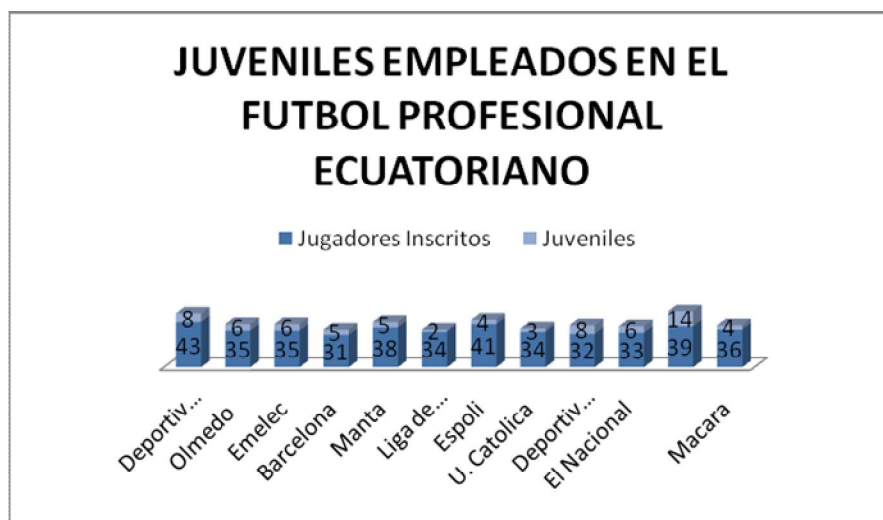 JUVENILES EMPLEADOS EN EL
FUTBOL PROFESIONAL
ECUATORIANO
Jugadores Inscritos Juveniles
8 6 6 5 5 2 4 3 8 6 14 4
43 35 35 31 38 34 41 34 32 33 39 36
Deportiv...
Olmedo
Emelec
Barcelona
Manta
Liga de...
Espoli
U. Catolica
Deportiv...
El Nacional
Macara